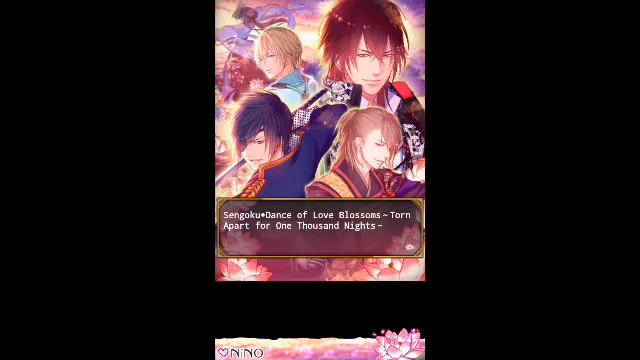 Sengoku◆Dance of Love Blossoms～Torn
Apart for One Thousand Nights～
NiNO